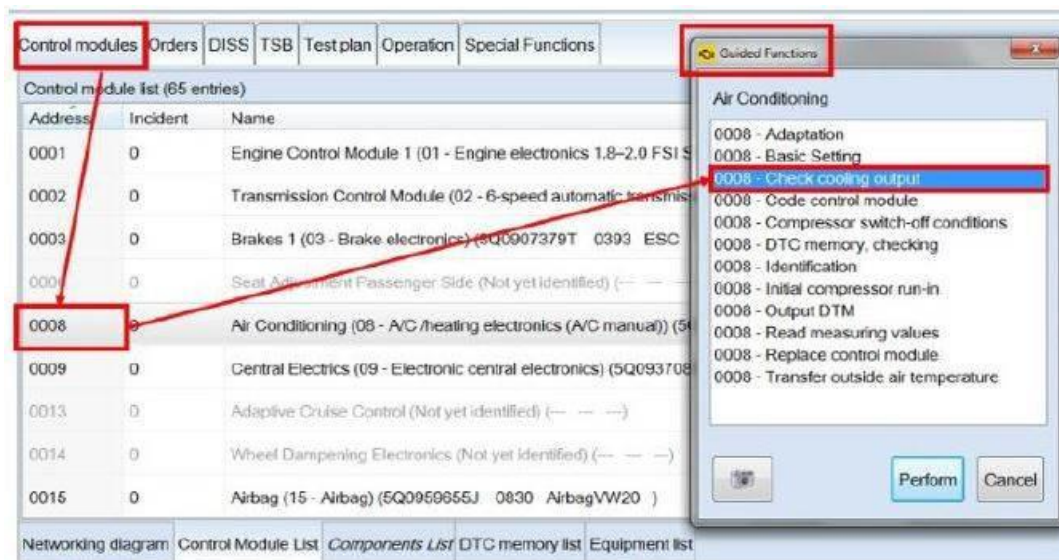 Control modules Orders DISS TSB Test plan Operation Special Functions
Control module list (65 entries)
Address Incident Name
0001 0 Engine Control Module 1 (01 - Engine electronics 1.8–2.0 FSI S
0002 0 Transmission Control Module (02 - 6-speed automatic transmis
0003 0 Brakes 1 (03 - Brake electronics) (3Q0907379T 0393 ESC
0 Seat Adjustment Passenger Side (Not yet identified) (--- --- 
0008 Air Conditioning (08 - A/C /heating electronics (A/C manual))
0009 0 Central Electrics (09 - Electronic central electronics) (5Q093708
0013 0 Adaptive Cruise Control (Not yet identified) (--- --- ---)
0014 0 Wheel Dampening Electronics (Not yet identified) (--- --- ---)
0015 0 Airbag (15 - Airbag) (5Q0959655J 0830 AirbagVW20 )
Networking diagram Control Module List Components List DTC memory list Equipment list
Guided Functions
Air Conditioning
0008 - Adaptation
0008 - Basic Setting
0008 - Check cooling output
0008 - Code control module
0008 - Compressor switch-off conditions
0008 - DTC memory, checking
0008 - Identification
0008 - Initial compressor run-in
0008 - Output DTM
0008 - Read measuring values
0008 - Replace control module
0008 - Transfer outside air temperature
Perform Cancel